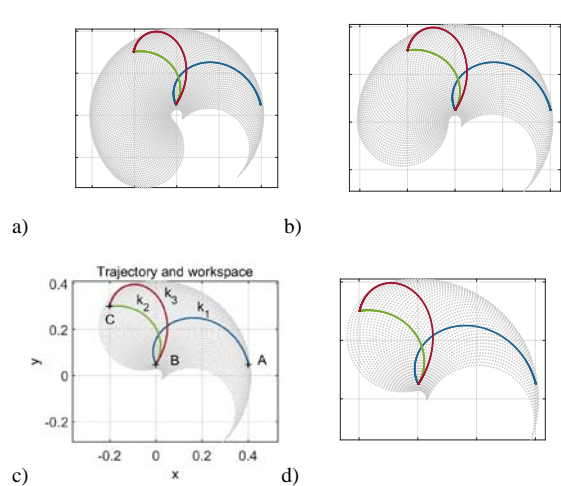 a)
b)
Trajectory and workspace
0.4
k3
k2
k1
C
0.2
y
B
A
0
-0.2
-0.2
0
0.2
0.4
c)
x
d)